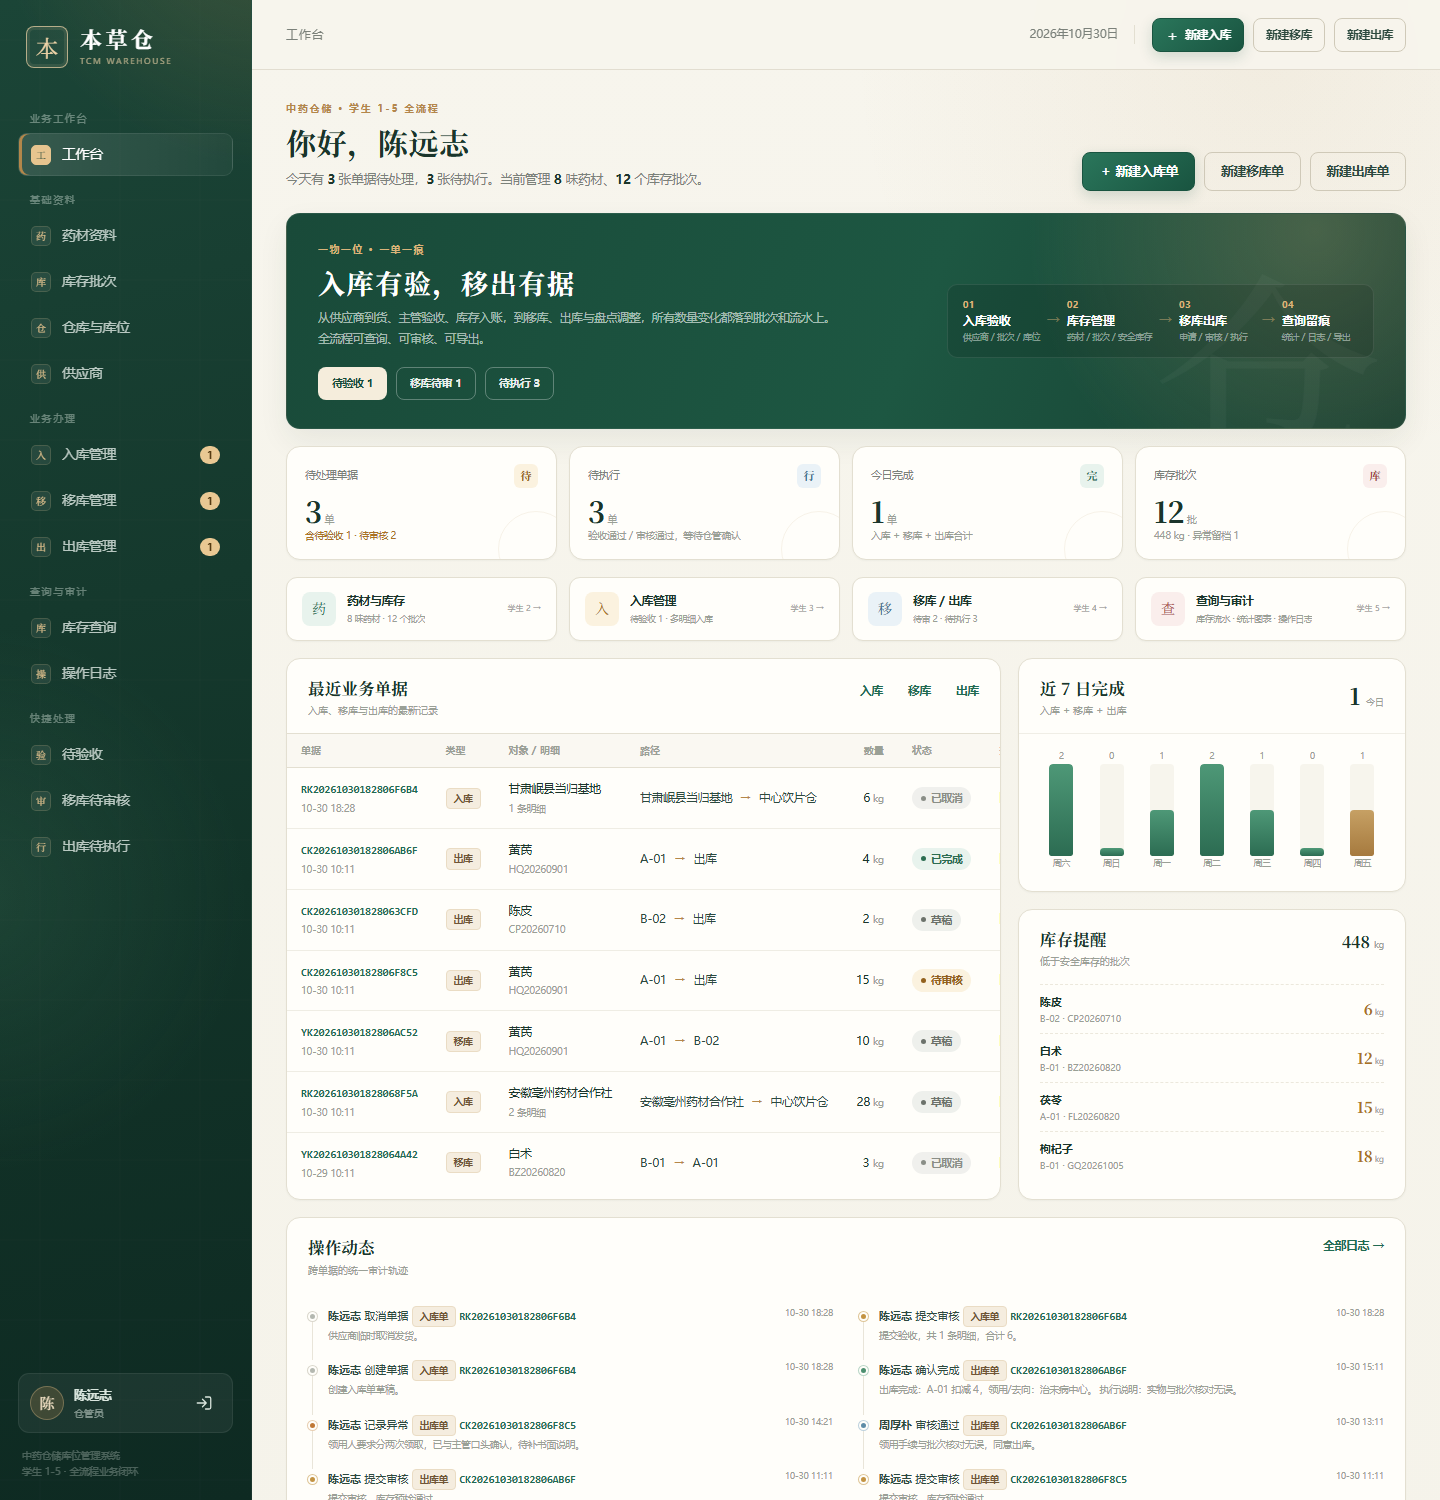 本
本草仓
TCM WAREHOUSE
业务工作台
工 工作台
基础资料
药 药材资料
库 库存批次
仓 仓库与库位
供 供应商
业务办理
入 入库管理 1
移 移库管理 1
出 出库管理 1
查询与审计
库 库存查询
操 操作日志
快捷处理
验 待验收
审 移库待审核
行 出库待执行
陈 陈远志
仓管员
中药仓储库位管理系统
学生 1-5 · 全流程业务闭环
工作台
2026年10月30日
+ 新建入库
新建移库
新建出库
中药仓储 • 学生 1-5 全流程
你好，陈远志
今天有 3 张单据待处理，3 张待执行。当前管理 8 味药材、12 个库存批次。
+ 新建入库单
新建移库单
新建出库单
一物一位 • 一单一痕
入库有验，移出有据
从供应商到货、主管验收、库存入账，到移库、出库与盘点调整，所有数量变化都落到批次和流水上。
全流程可查询、可审核、可导出。
待验收 1
移库待审 1
待执行 3
仓
01
入库验收
供应商 / 批次 / 库位
→
02
库存管理
药材 / 批次 / 安全库存
→
03
移库出库
申请 / 审核 / 执行
→
04
查询留痕
统计 / 日志 / 导出
待处理单据 待
3 单
含待验收 1 · 待审核 2
待执行 行
3 单
验收通过 / 审核通过，等待仓管确认
今日完成 完
1 单
入库 + 移库 + 出库合计
库存批次 库
12 批
448 kg · 异常留档 1
药 药材与库存
8 味药材 · 12 个批次
学生 2 →
入 入库管理
待验收 1 · 多明细入库
学生 3 →
移 移库 / 出库
待审 2 · 待执行 3
学生 4 →
查 查询与审计
库存流水 · 统计图表 · 操作日志
学生 5 →
最近业务单据
入库、移库与出库的最新记录
入库 移库 出库
单据 类型 对象 / 明细 路径 数量 状态
RK20261030182806F6B4 入库 甘肃岷县当归基地 甘肃岷县当归基地 → 中心饮片仓 6 kg 已取消
10-30 18:28 1 条明细
CK20261030182806AB6F 出库 黄芪 A-01 → 出库 4 kg 已完成
10-30 10:11 HQ20260901
CK202610301828063CFD 出库 陈皮 B-02 → 出库 2 kg 草稿
10-30 10:11 CP20260710
CK20261030182806F8C5 出库 黄芪 A-01 → 出库 15 kg 待审核
10-30 10:11 HQ20260901
YK20261030182806AC52 移库 黄芪 A-01 → B-02 10 kg 草稿
10-30 10:11 HQ20260901
RK202610301828068F5A 入库 安徽亳州药材合作社 安徽亳州药材合作社 → 中心饮片仓 28 kg 草稿
10-30 10:11 2 条明细
YK202610301828064A42 移库 白术 B-01 → A-01 3 kg 已取消
10-29 10:11 BZ20260820
近 7 日完成
入库 + 移库 + 出库
1 今日
2 0 1 2 1 0 1
周六 周日 周一 周二 周三 周四 周五
库存提醒
低于安全库存的批次
448 kg
陈皮 6 kg
B-02 · CP20260710
白术 12 kg
B-01 · BZ20260820
茯苓 15 kg
A-01 · FL20260820
枸杞子 18 kg
B-01 · GQ20261005
操作动态
跨单据的统一审计轨迹
全部日志 →
陈远志 取消单据 入库单 RK20261030182806F6B4 10-30 18:28
供应商临时取消发货。
陈远志 提交审核 入库单 RK20261030182806F6B4 10-30 18:28
提交验收，共 1 条明细，合计 6。
陈远志 创建单据 入库单 RK20261030182806F6B4 10-30 18:28
创建入库单草稿。
陈远志 确认完成 出库单 CK20261030182806AB6F 10-30 15:11
出库完成：A-01 扣减 4，领用/去向：治未病中心。 执行说明：实物与批次核对无误。
陈远志 记录异常 出库单 CK20261030182806F8C5 10-30 14:21
领用人要求分两次领取，已与主管口头确认，待补书面说明。
周厚朴 审核通过 出库单 CK20261030182806AB6F 10-30 13:11
领用手续与批次核对无误，同意出库。
陈远志 提交审核 出库单 CK20261030182806AB6F 10-30 11:11
提交审核，库存预检通过。
陈远志 提交审核 出库单 CK20261030182806F8C5 10-30 11:11
提交审核，库存预检通过。